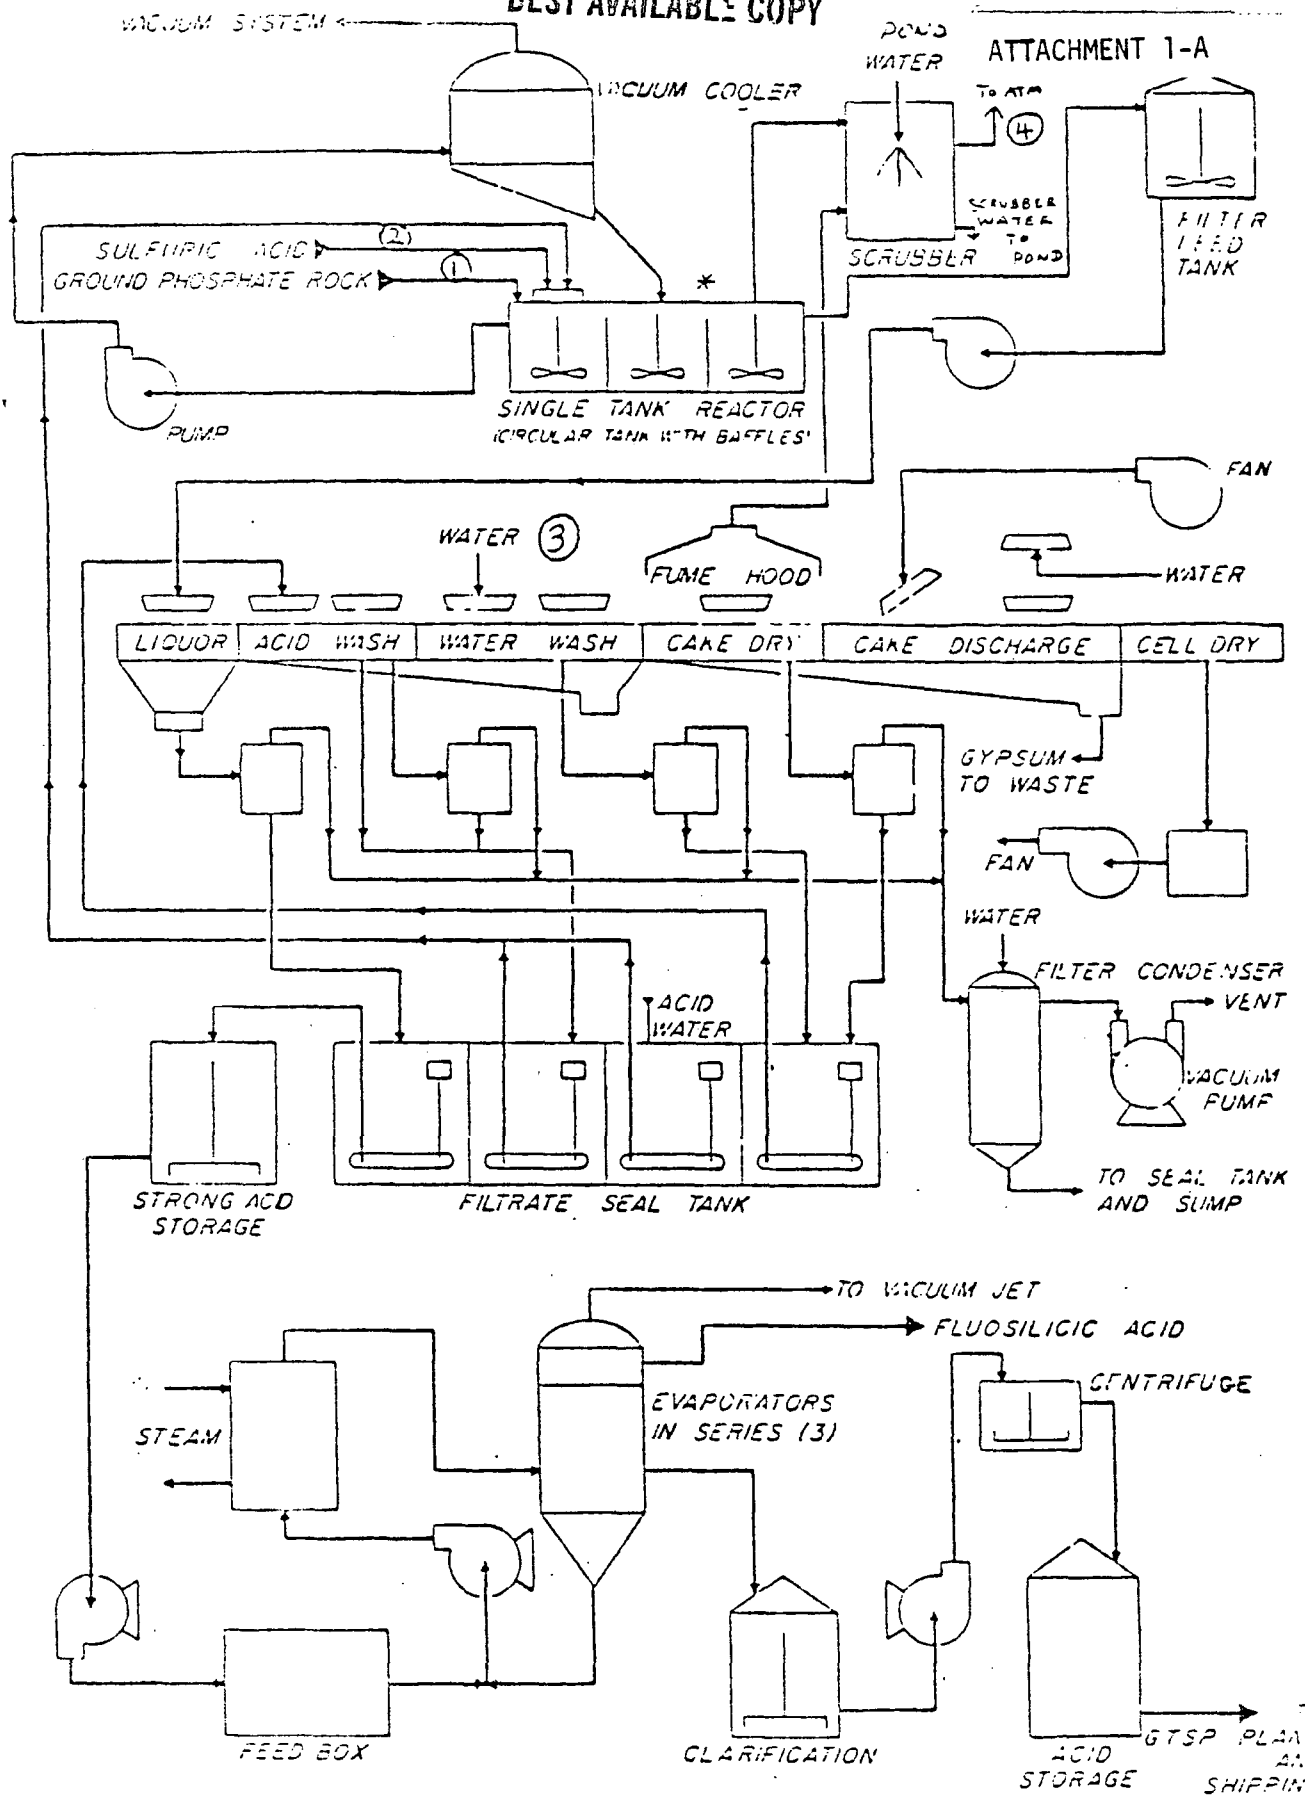 BEST AVAILABLE COPY
ATTACHMENT 1-A
VACUUM SYSTEM
VACUUM COOLER
POND
WATER
TO ATM
4
SCRUBBER
WATER
TO
POND
SCRUBBER
FILTER
FEED
TANK
2
SULFURIC ACID
1
GROUND PHOSPHATE ROCK
*
SINGLE TANK REACTOR
(CIRCULAR TANK WITH BAFFLES)
PUMP
FAN
WATER 3
FUME HOOD
WATER
LIQUOR ACID WASH WATER WASH CAKE DRY CAKE DISCHARGE CELL DRY
GYPSUM
TO WASTE
FAN
WATER
FILTER CONDENSER
VENT
ACID
WATER
VACUUM
PUMP
STRONG ACID
STORAGE
FILTRATE SEAL TANK
TO SEAL TANK
AND SUMP
TO VACUUM JET
FLUOSILICIC ACID
CENTRIFUGE
EVAPORATORS
IN SERIES (3)
STEAM
FEED BOX
CLARIFICATION
ACID
STORAGE
GTSP PLAN
AN
SHIPPIN